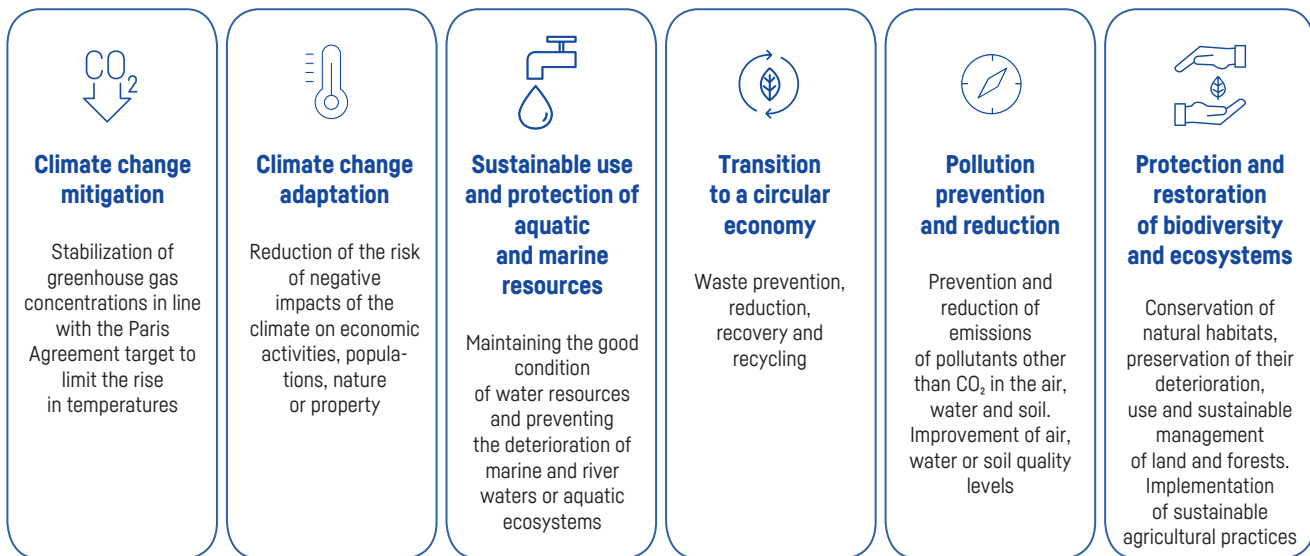 CO2
Climate change
mitigation
Stabilization of
greenhouse gas
concentrations in line
with the Paris
Agreement target to
limit the rise
in temperatures
Climate change
adaptation
Reduction of the risk
of negative
impacts of the
climate on economic
activities, popula-
tions, nature
or property
Sustainable use
and protection of
aquatic
and marine
resources
Maintaining the good
condition
of water resources
and preventing
the deterioration of
marine and river
waters or aquatic
ecosystems
Transition
to a circular
economy
Waste prevention,
reduction,
recovery and
recycling
Pollution
prevention
and reduction
Prevention and
reduction of
emissions
of pollutants other
than CO₂ in the air,
water and soil.
Improvement of air,
water or soil quality
levels
Protection and
restoration
of biodiversity
and ecosystems
Conservation of
natural habitats,
preservation of their
deterioration,
use and sustainable
management
of land and forests.
Implementation
of sustainable
agricultural practices